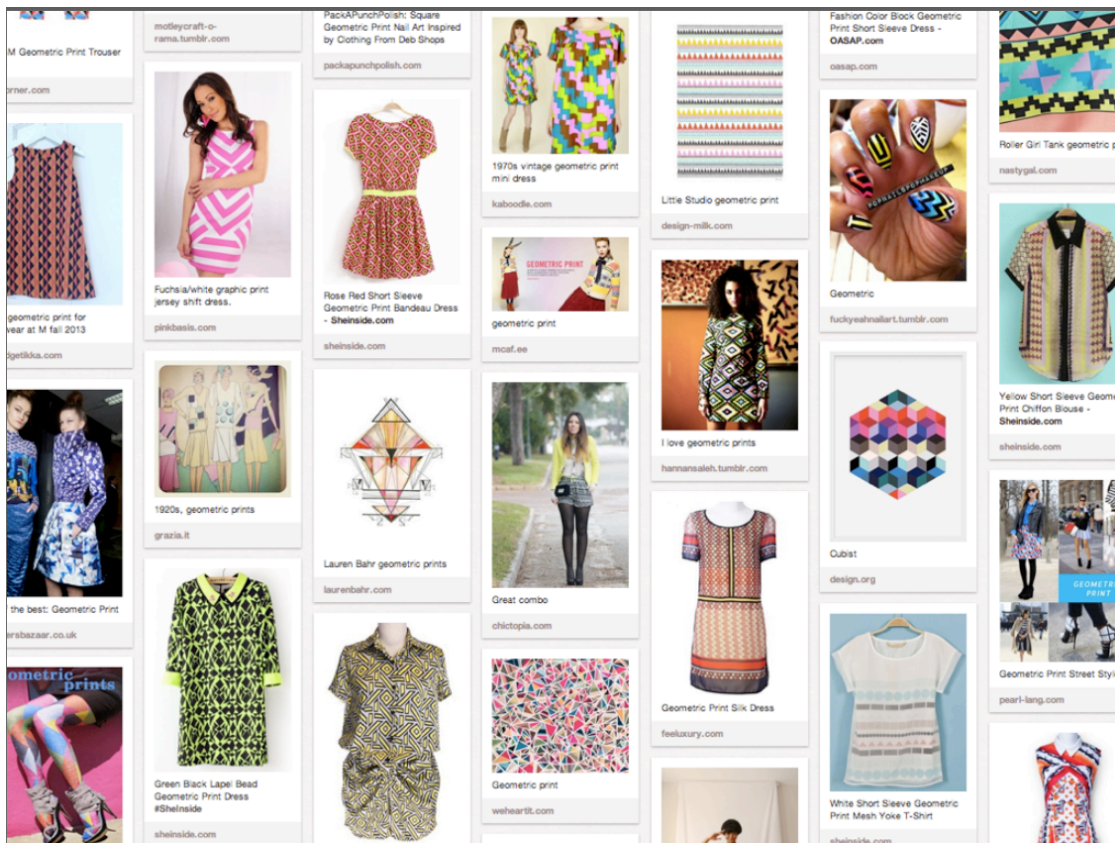 M Geometric Print Trouser
orner.com
geometric print for
wear at M fall 2013
dgetikka.com
the best: Geometric Print
ersbazaar.co.uk
ometric
prints
motleycraft-o-
rama.tumblr.com
Fuchsia/white graphic print
jersey shift dress.
pinkbasis.com
1920s, geometric prints
grazia.it
Green Black Lapel Bead
Geometric Print Dress
#SheInside
sheinside.com
PackAPunchPolish: Square
Geometric Print Nail Art Inspired
by Clothing From Deb Shops
packapunchpolish.com
Rose Red Short Sleeve
Geometric Print Bandeau Dress
- Sheinside.com
sheinside.com
Lauren Bahr geometric prints
laurenbahr.com
1970s vintage geometric print
mini dress
kaboodle.com
GEOMETRIC PRINT
geometric print
mcaf.ee
Great combo
chictopia.com
Geometric print
weheartit.com
Little Studio geometric print
design-milk.com
I love geometric prints
hannansaleh.tumblr.com
Geometric Print Silk Dress
feeluxury.com
Fashion Color Block Geometric
Print Short Sleeve Dress -
OASAP.com
oasap.com
POPNAILSPOPMAKEUP
Geometric
fuckyeahnailart.tumblr.com
Cubist
design.org
White Short Sleeve Geometric
Print Mesh Yoke T-Shirt
sheinside.com
Roller Girl Tank geometric p
nastygal.com
Yellow Short Sleeve Geome
Print Chiffon Blouse -
Sheinside.com
sheinside.com
GEOMETRIC
PRINT
Geometric Print Street Style
pearl-lang.com